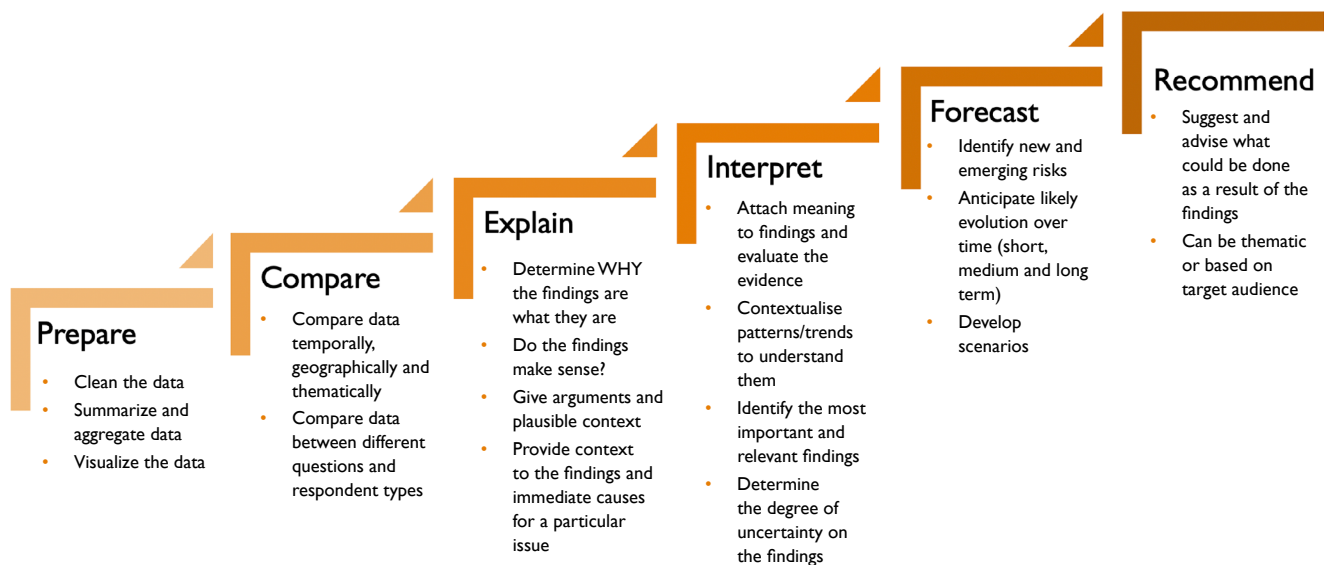 Prepare
Clean the data
Summarize and
aggregate data
Visualize the data
Compare
Compare data
temporally,
geographically and
thematically
Compare data
between different
questions and
respondent types
Explain
Determine WHY
the findings are
what they are
Do the findings
make sense?
Give arguments and
plausible context
Provide context
to the findings and
immediate causes
for a particular
issue
Interpret
Attach meaning
to findings and
evaluate the
evidence
Contextualise
patterns/trends
to understand
them
Identify the most
important and
relevant findings
Determine
the degree of
uncertainty on
the findings
Forecast
Identify new and
emerging risks
Anticipate likely
evolution over
time (short,
medium and long
term)
Develop
scenarios
Recommend
Suggest and
advise what
could be done
as a result of the
findings
Can be thematic
or based on
target audience